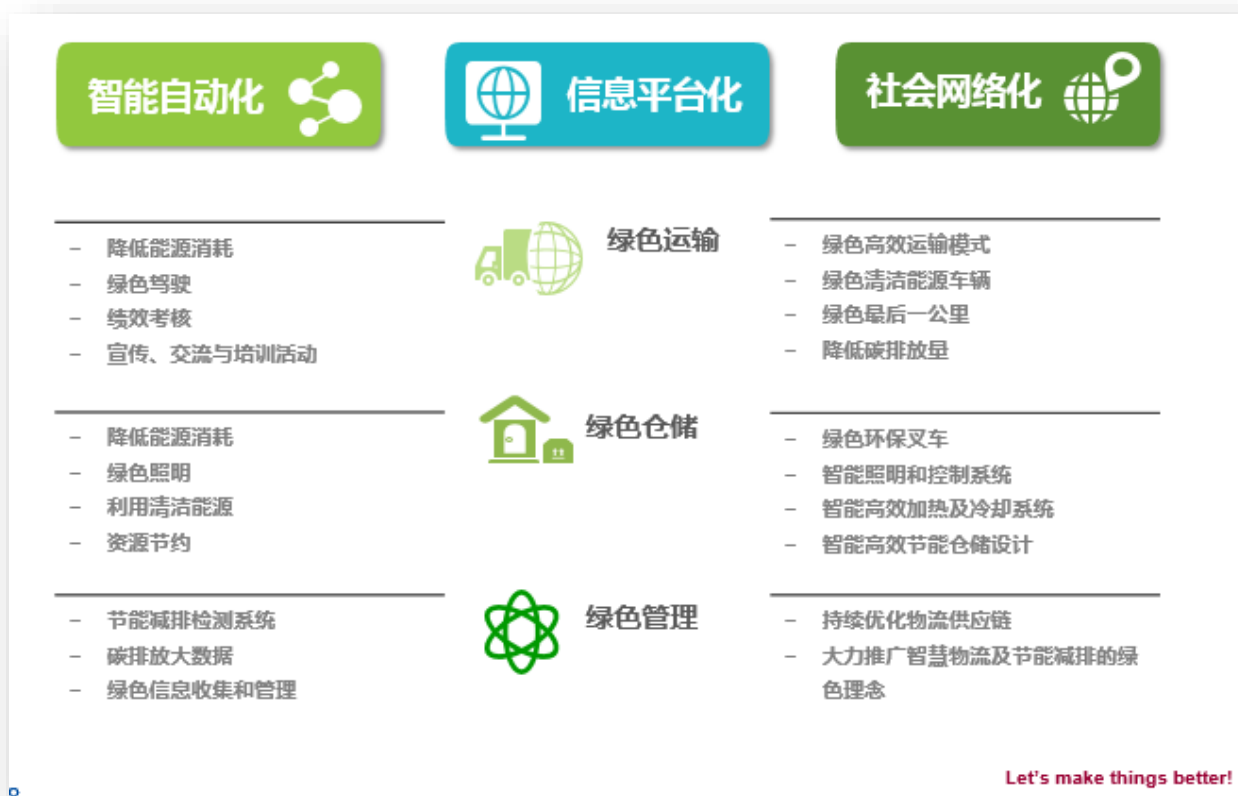 智能自动化
信息平台化
社会网络化
绿色运输
– 降低能源消耗
– 绿色驾驶
– 绩效考核
– 宣传、交流与培训活动
– 绿色高效运输模式
– 绿色清洁能源车辆
– 绿色最后一公里
– 降低碳排放量
绿色仓储
– 降低能源消耗
– 绿色照明
– 利用清洁能源
– 资源节约
– 绿色环保叉车
– 智能照明和控制系统
– 智能高效加热及冷却系统
– 智能高效节能仓储设计
绿色管理
– 节能减排检测系统
– 碳排放大数据
– 绿色信息收集和管理
– 持续优化物流供应链
– 大力推广智慧物流及节能减排的绿
色理念
Let's make things better!